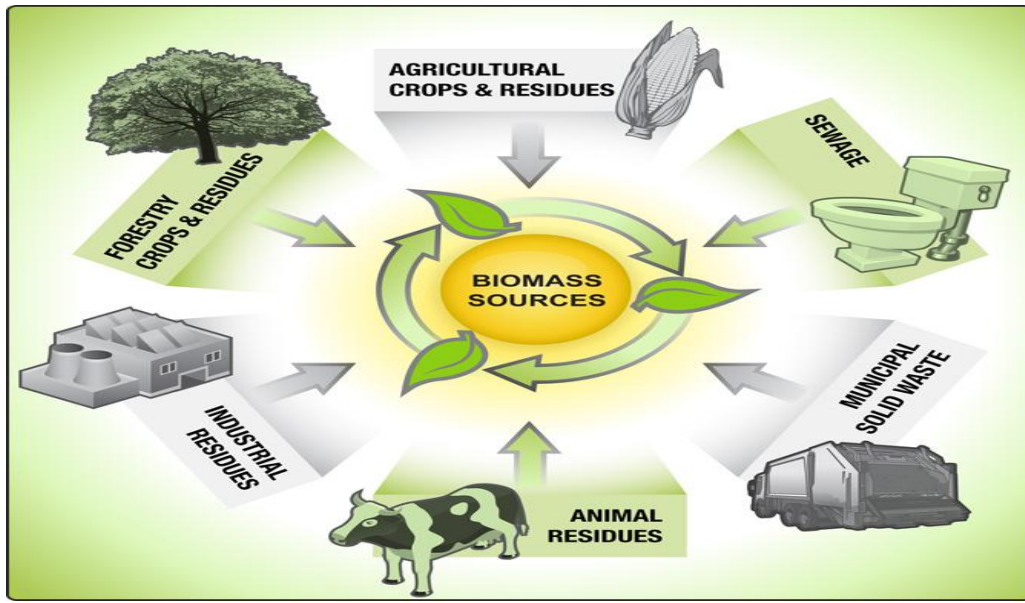 AGRICULTURAL
CROPS & RESIDUES
SEWAGE
FORESTRY
CROPS & RESIDUES
BIOMASS
SOURCES
INDUSTRIAL
RESIDUES
MUNICIPAL
SOLID WASTE
ANIMAL
RESIDUES